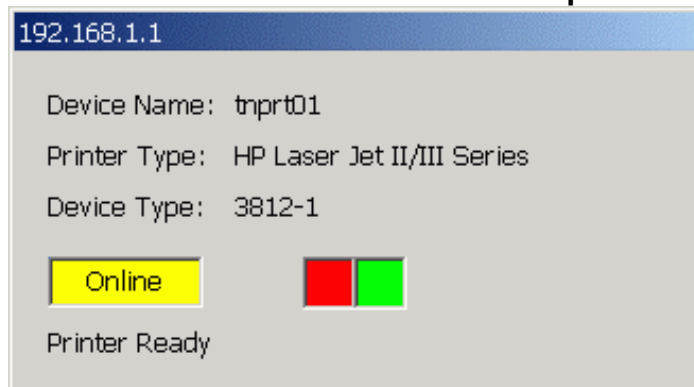 192.168.1.1
Device Name: tnprt01
Printer Type: HP Laser Jet II/III Series
Device Type: 3812-1
Online
Printer Ready